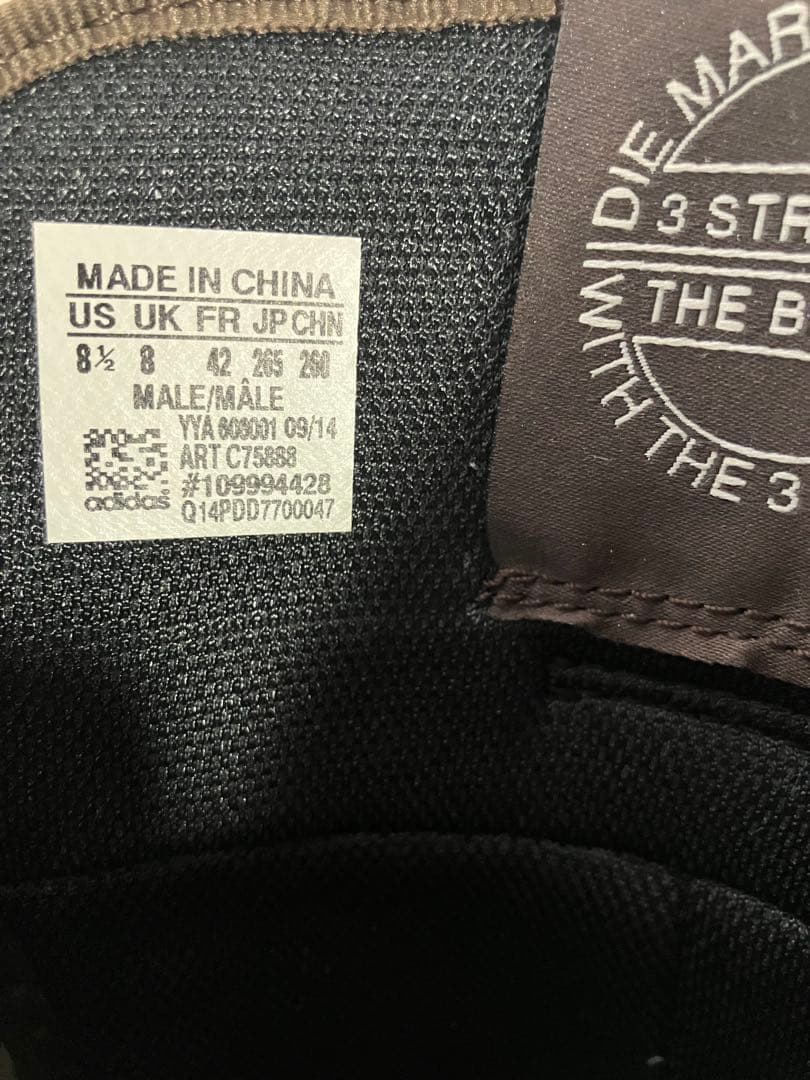 MADE IN CHINA
US UK FR JP CHN
8½ 8 42 265 260
MALE/MÂLE
YYA 09/14
ART C75888
#109994428
adidas
Q14PDD7700047
DIE MAR
3 STR
THE B
WITH THE 3